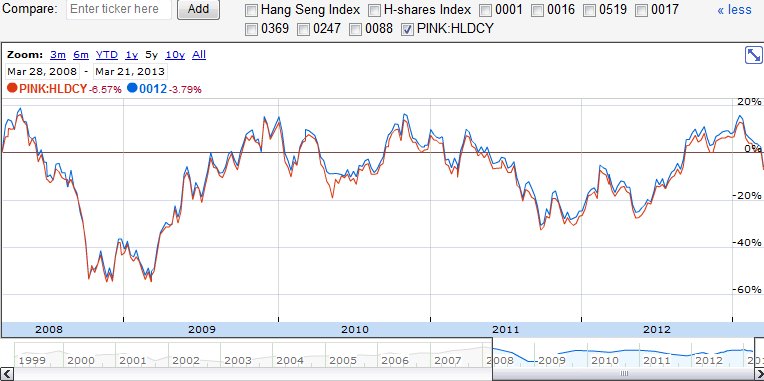 Compare: Enter ticker here Add Hang Seng Index H-shares Index 0001 0016 0519 0017 « less
0369 0247 0088 PINK:HLDCY
Zoom: 3m 6m YTD 1y 5y 10y All
Mar 28, 2008 - Mar 21, 2013
PINK:HLDCY -6.57% 0012 -3.79%
20%
0%
-20%
-40%
-60%
2008 2009 2010 2011 2012
1999 2000 2001 2002 2003 2004 2005 2006 2007 2008 2009 2010 2011 2012